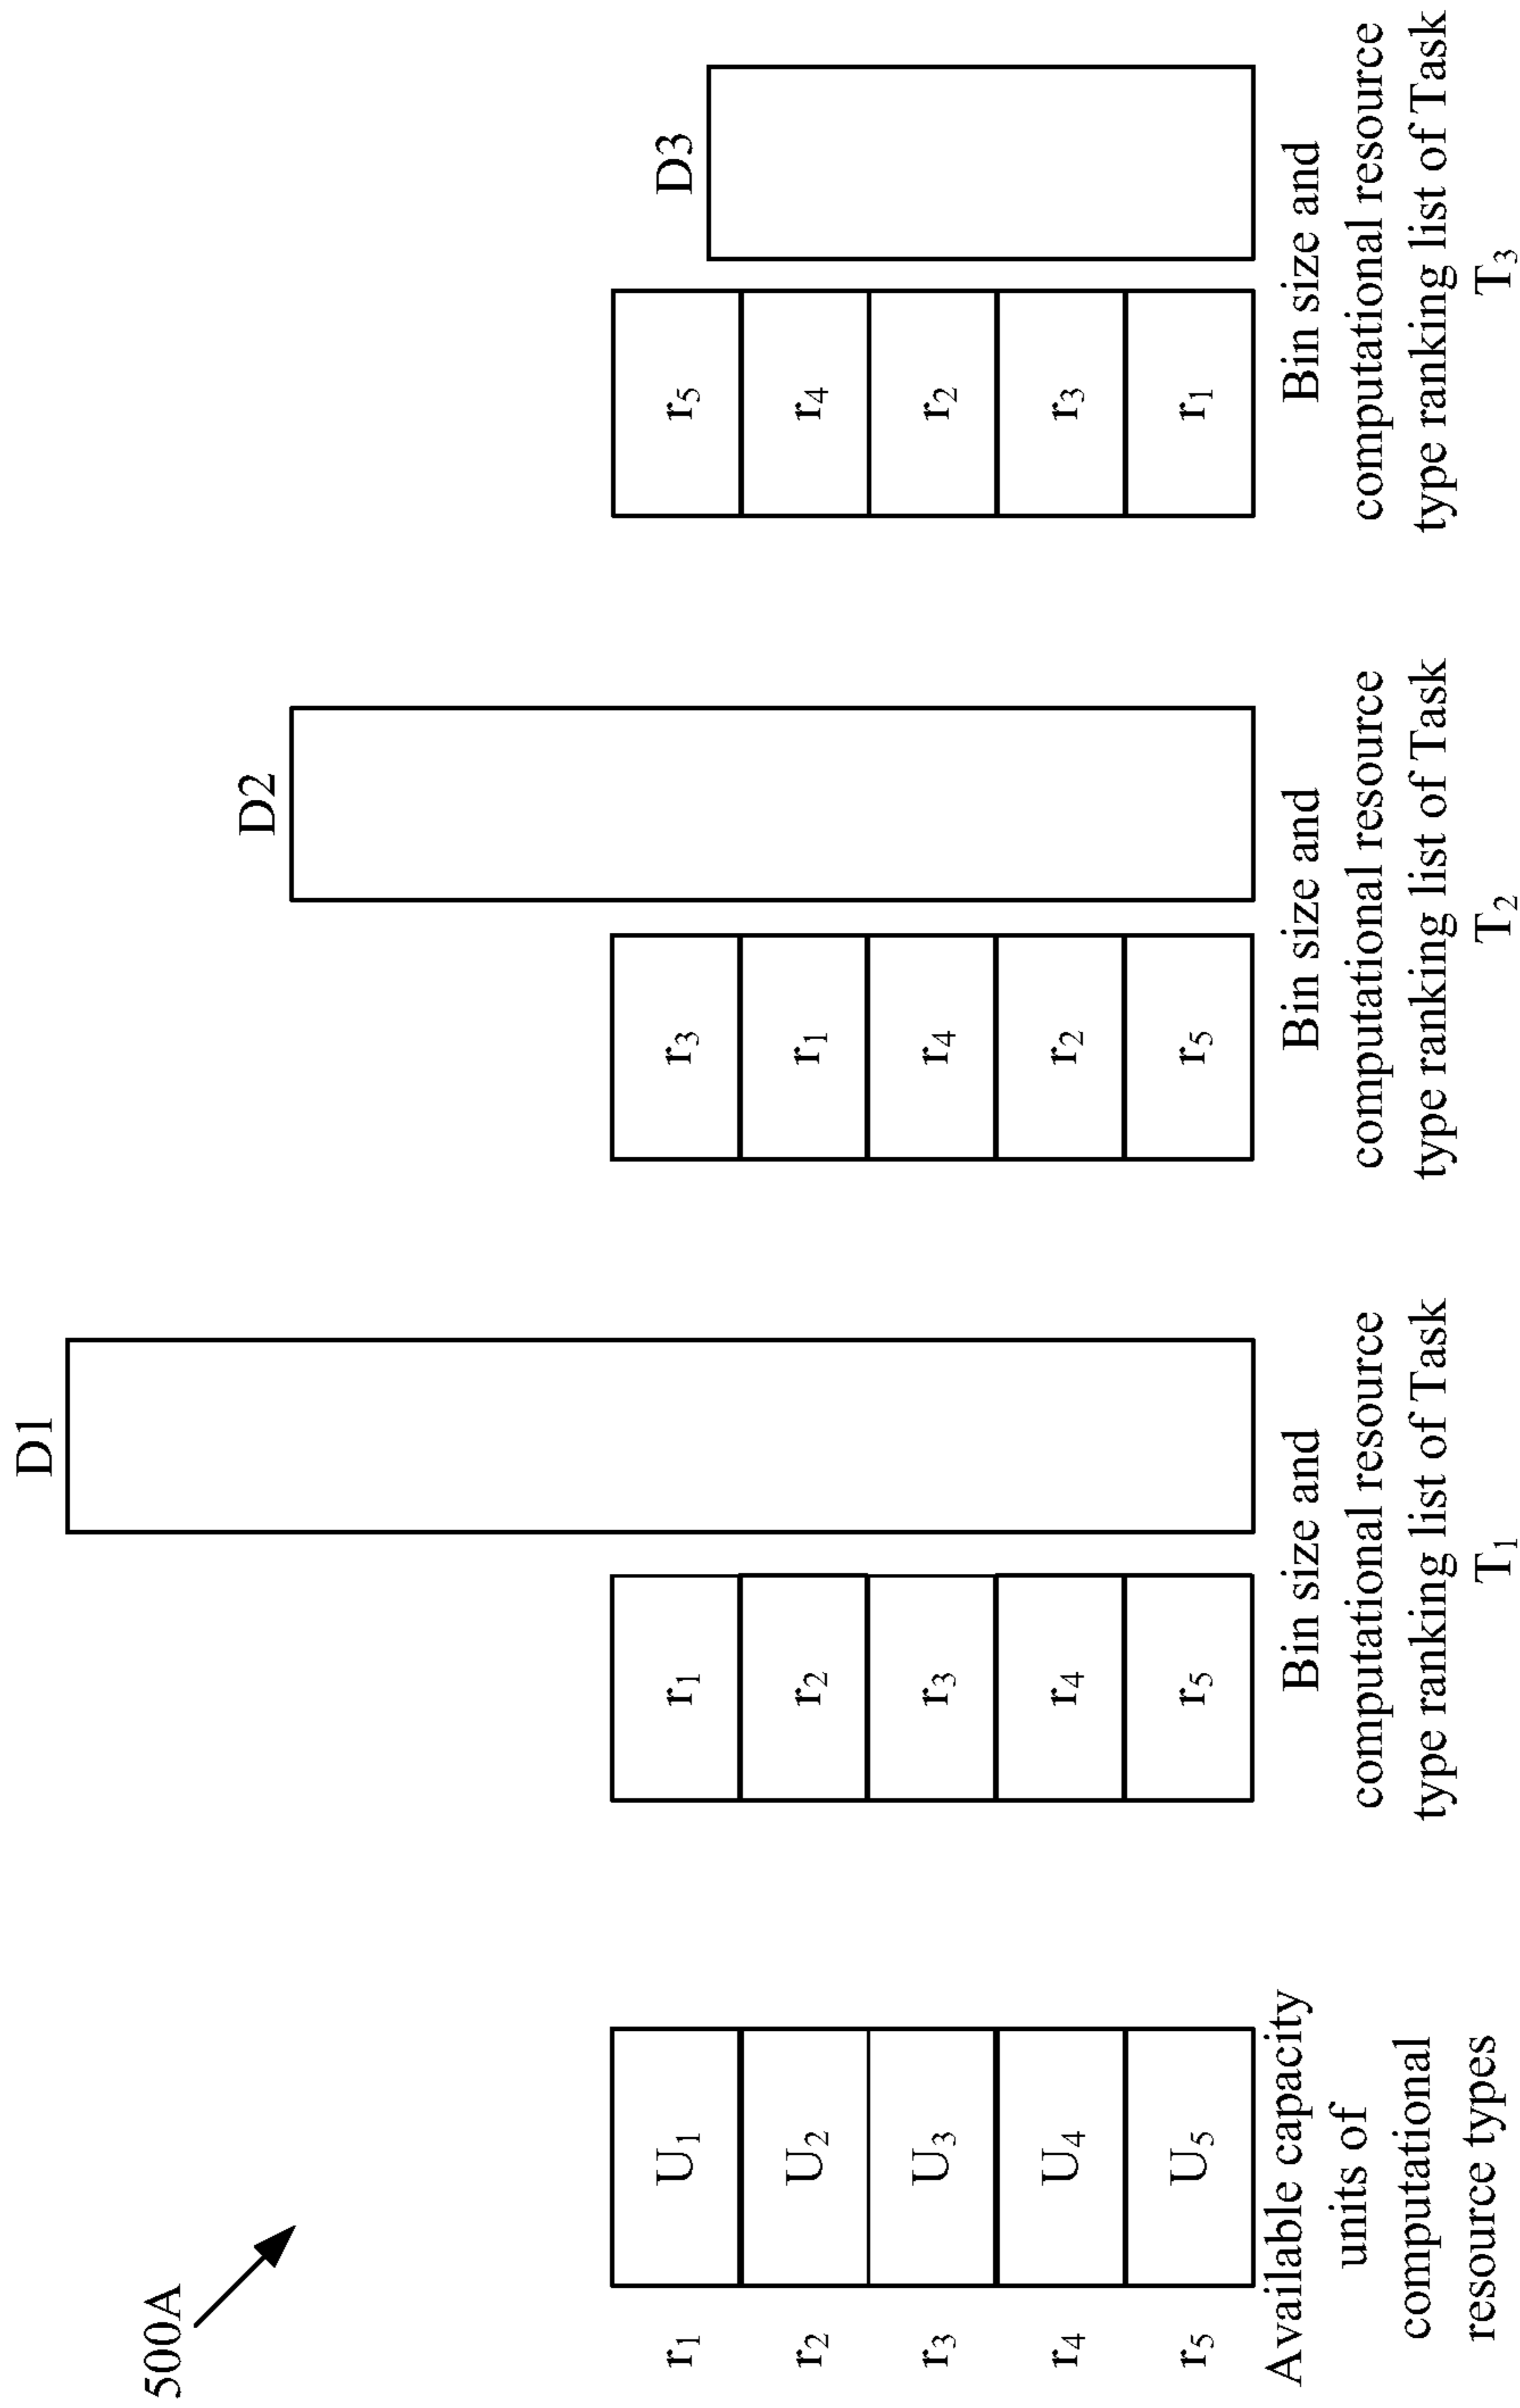 500A
r1
r2
r3
r4
r5
U1
U2
U3
U4
U5
Available capacity
units of
computational
resource types
D1
r1
r2
r3
r4
r5
Bin size and
computational resource
type ranking list of Task
T1
D2
r3
r1
r4
r2
r5
Bin size and
computational resource
type ranking list of Task
T2
D3
r5
r4
r2
r3
r1
Bin size and
computational resource
type ranking list of Task
T3